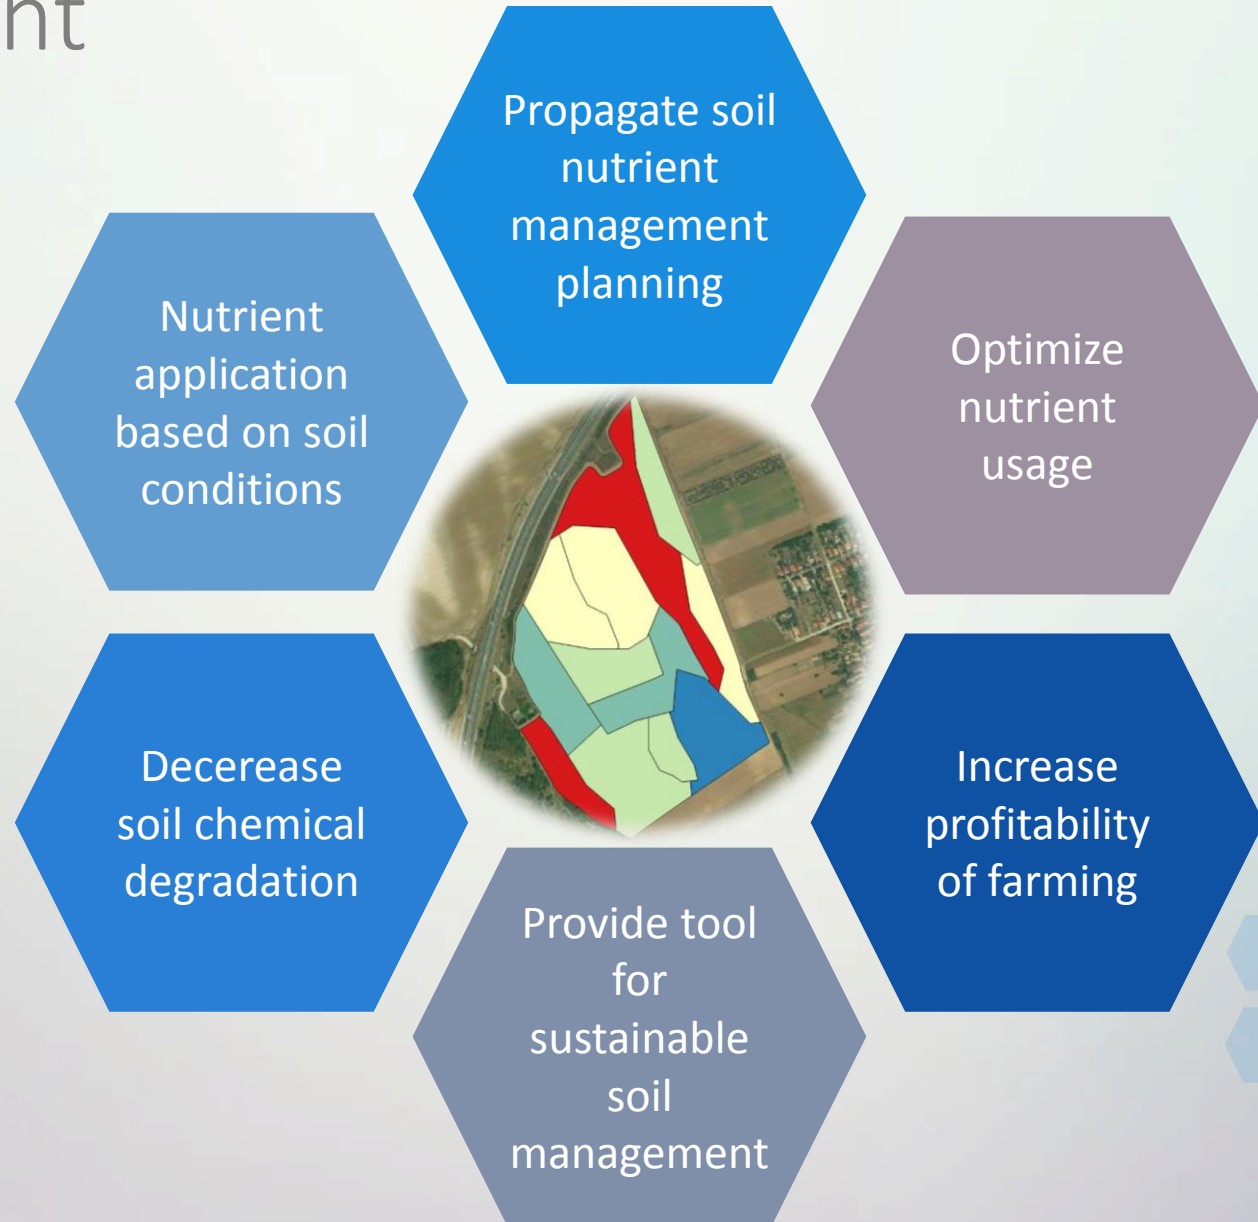 nt
Propagate soil
nutrient
management
planning
Optimize
nutrient
usage
Increase
profitability
of farming
Provide tool
for
sustainable
soil
management
Decerease
soil chemical
degradation
Nutrient
application
based on soil
conditions